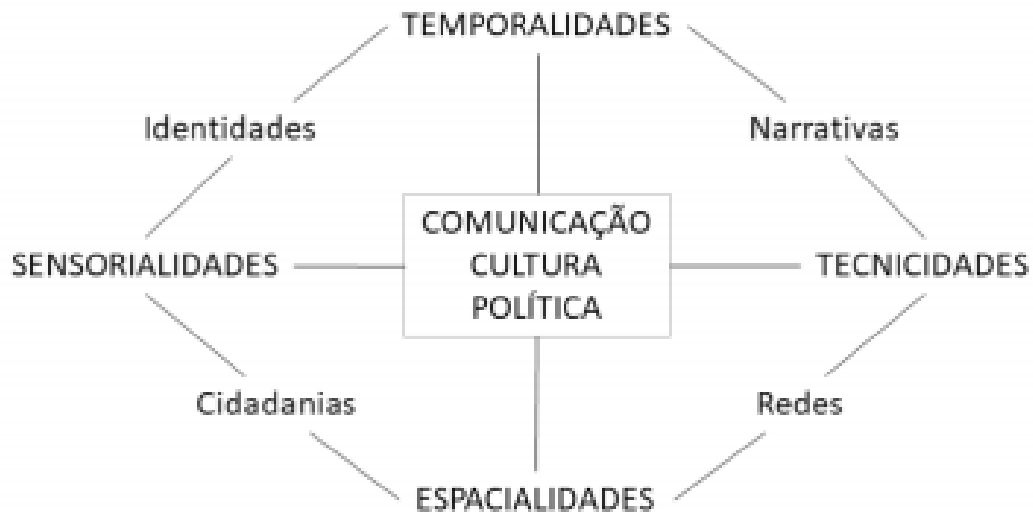 TEMPORALIDADES
Identidades
Narrativas
COMUNICAÇÃO
CULTURA
POLÍTICA
SENSORIALIDADES
TECNICIDADES
Cidadanias
Redes
ESPACIALIDADES